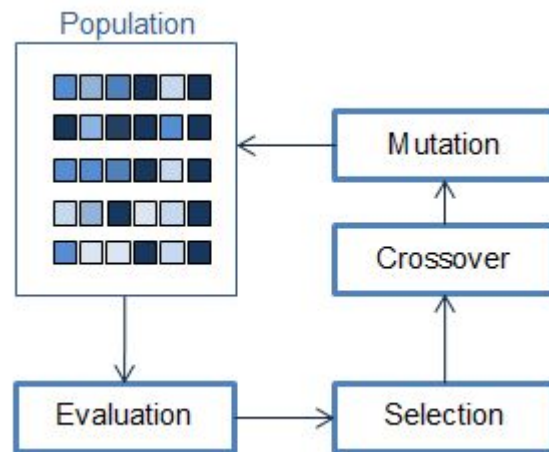 Population
Mutation
Crossover
Evaluation
Selection